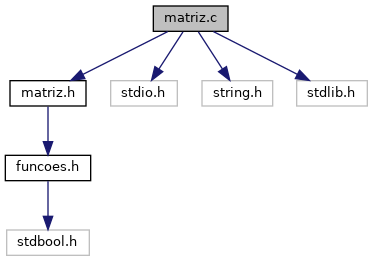 matriz.c
matriz.h
stdio.h
string.h
stdlib.h
funcoes.h
stdbool.h